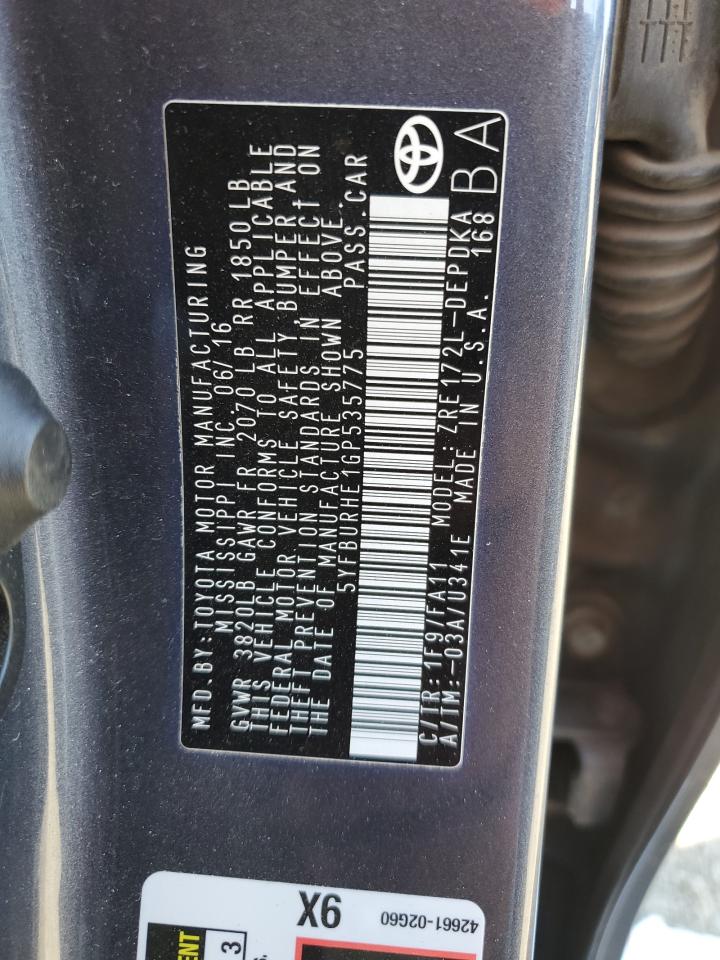 MFD.BY:TOYOTA MOTOR MANUFACTURING
MISSISSIPPI INC 06/16
GVWR 3820LB GAWR FR 2070 LB RR 1850 LB
THIS VEHICLE CONFORMS TO ALL APPLICABLE
FEDERAL MOTOR VEHICLE SAFETY, BUMPER AND
THEFT PREVENTION STANDARDS IN EFFECT ON
THE DATE OF MANUFACTURE SHOWN ABOVE.
5YFBURHE1GP535775 PASS.CAR
C/TR: 1F9/FA11 MODEL: ZRE172L-DEPDKA
A/TM:-03A/U341E MADE IN U.S.A. 168
BA
9X
42661-02G60
3